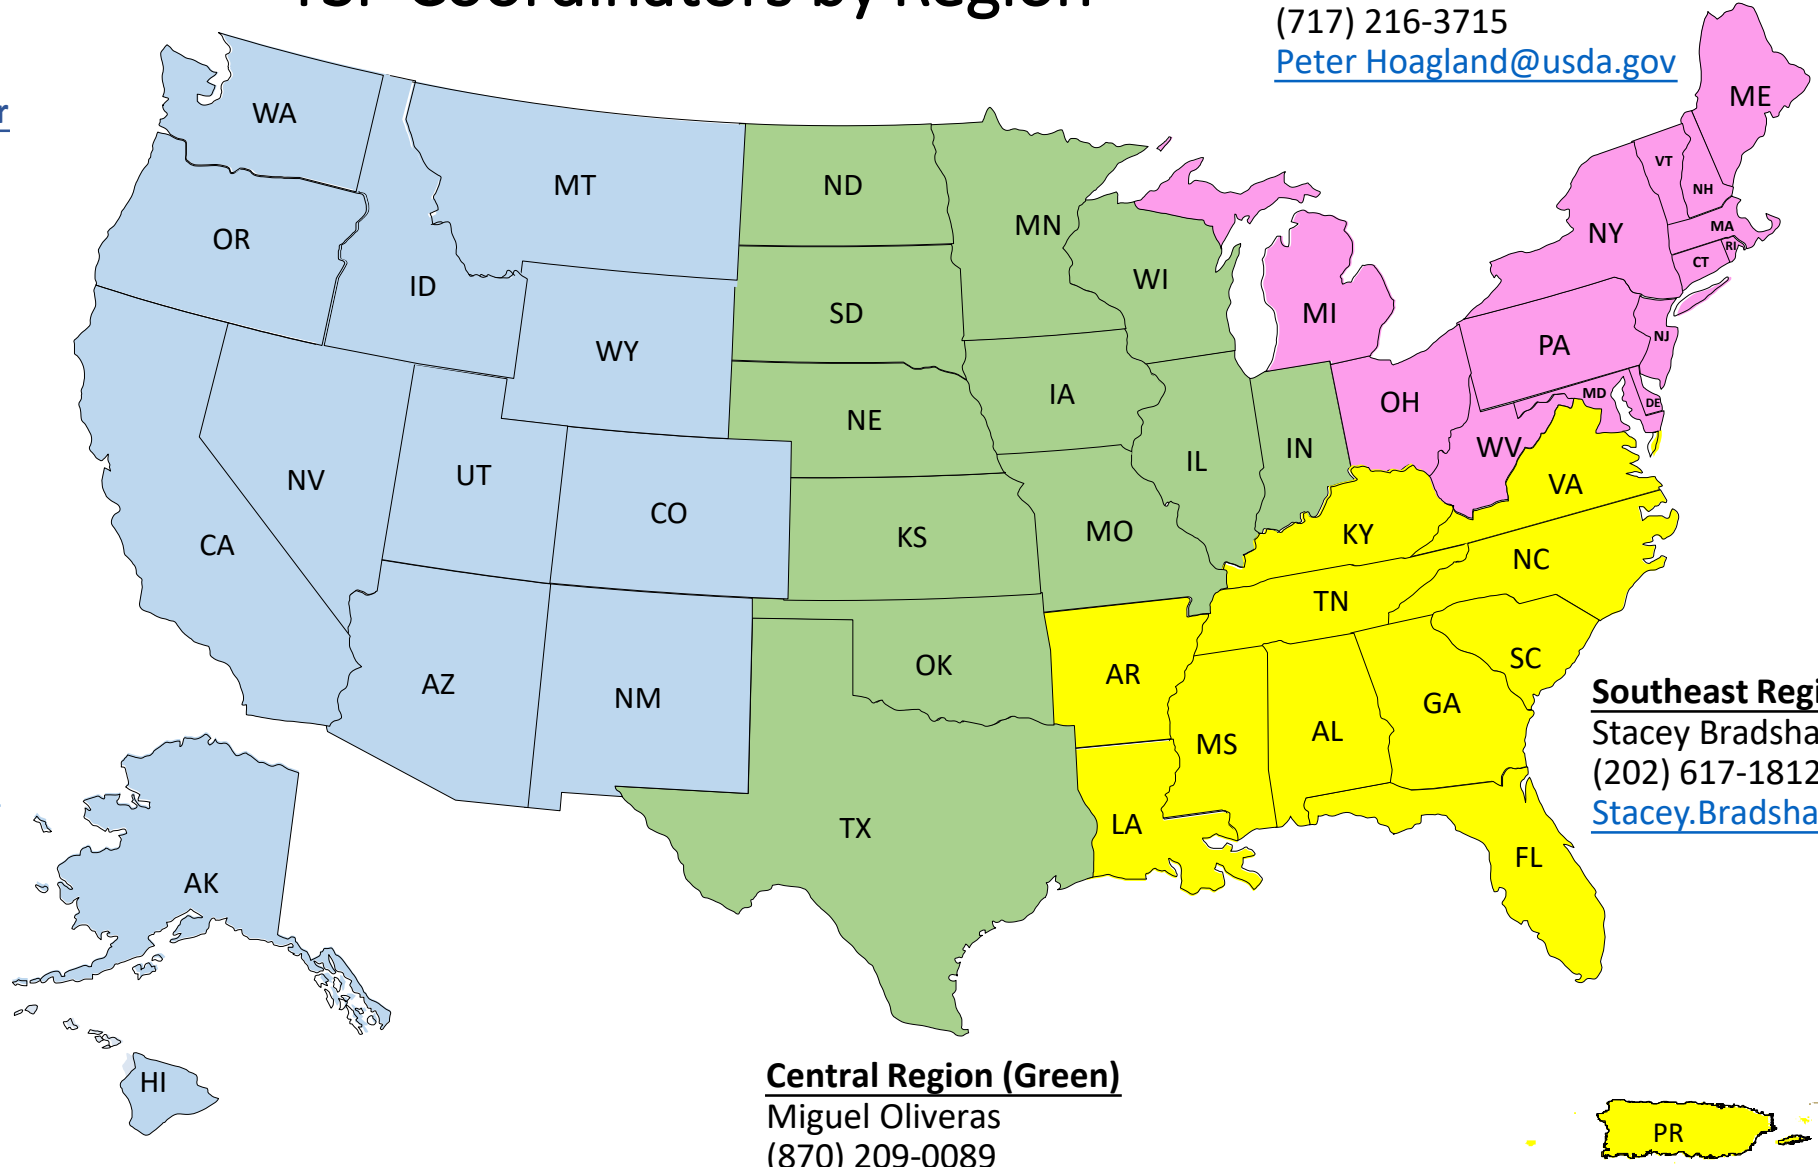 Coordinators by Region
(717) 216-3715
Peter Hoagland@usda.gov
WA
OR
ID
MT
WY
NV
UT
CO
CA
AZ
NM
AK
HI
ND
SD
NE
KS
OK
TX
MN
IA
MO
WI
IL
IN
MI
OH
WV
PA
NY
VT
NH
ME
MA
RI
CT
NJ
MD
DE
VA
KY
NC
TN
SC
AR
MS
AL
GA
LA
FL
PR
Southeast Regi
Stacey Bradsha
(202) 617-1812
Stacey.Bradsha
Central Region (Green)
Miguel Oliveras
(870) 209-0089